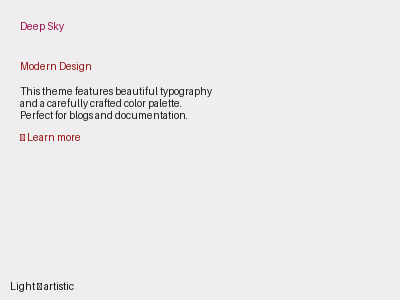 Deep Sky
Modern Design
This theme features beautiful typography
and a carefully crafted color palette.
Perfect for blogs and documentation.
Learn more
Light artistic